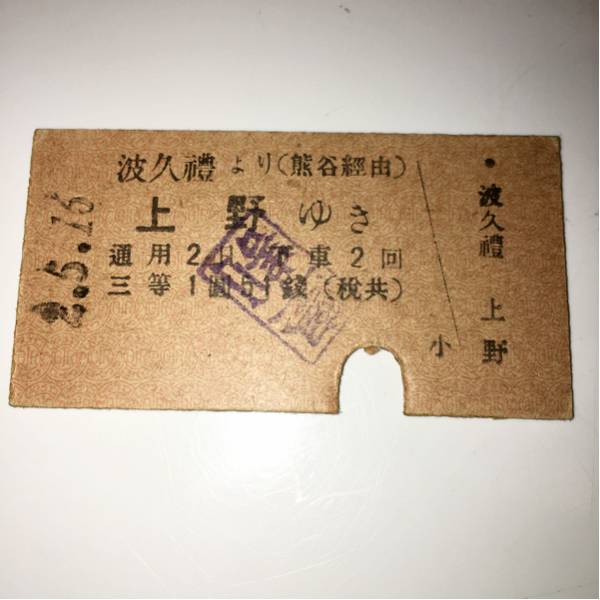 2.5.16
波久禮より(熊谷經由)
上野ゆき
通用2日 下車2回
三等1圓51錢(稅共)
小
波久禮
上野